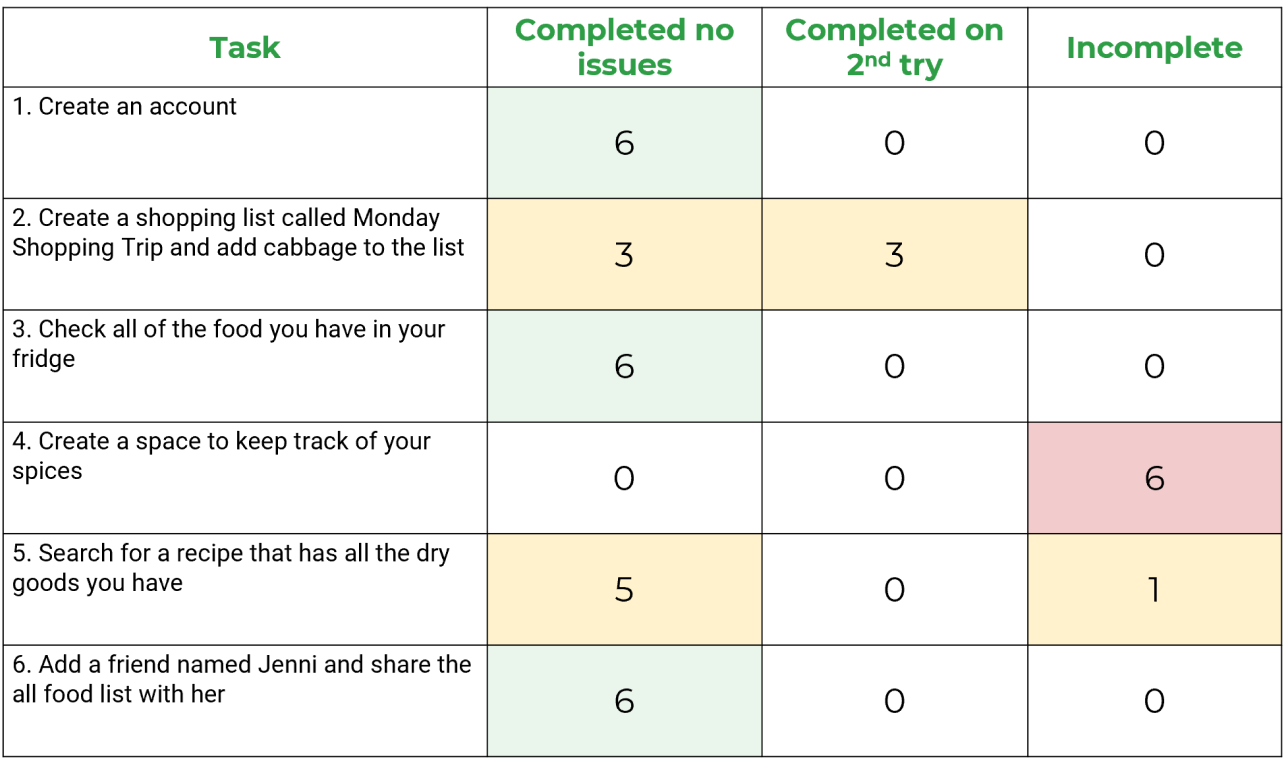 Task
Completed no
issues
Completed on
2nd try
Incomplete
1. Create an account
6
0
0
2. Create a shopping list called Monday
Shopping Trip and add cabbage to the list
3
3
0
3. Check all of the food you have in your
fridge
6
0
0
4. Create a space to keep track of your
spices
0
0
6
5. Search for a recipe that has all the dry
goods you have
5
0
1
6. Add a friend named Jenni and share the
all food list with her
6
0
0